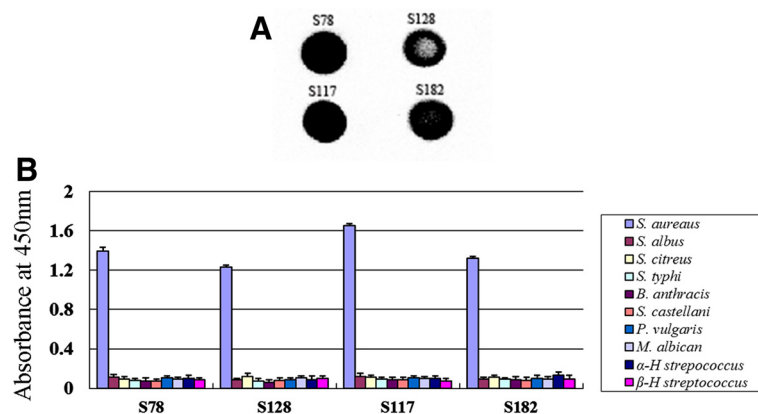 A
S78 S128
S117 S182
B
Absorbance at 450nm
2
1.6
1.2
0.8
0.4
0
S78 S128 S117 S182
S. aureaus
S. albus
S. citreus
S. typhi
B. anthracis
S. castellani
P. vulgaris
M. albican
α-H strepococcus
β-H streptococcus